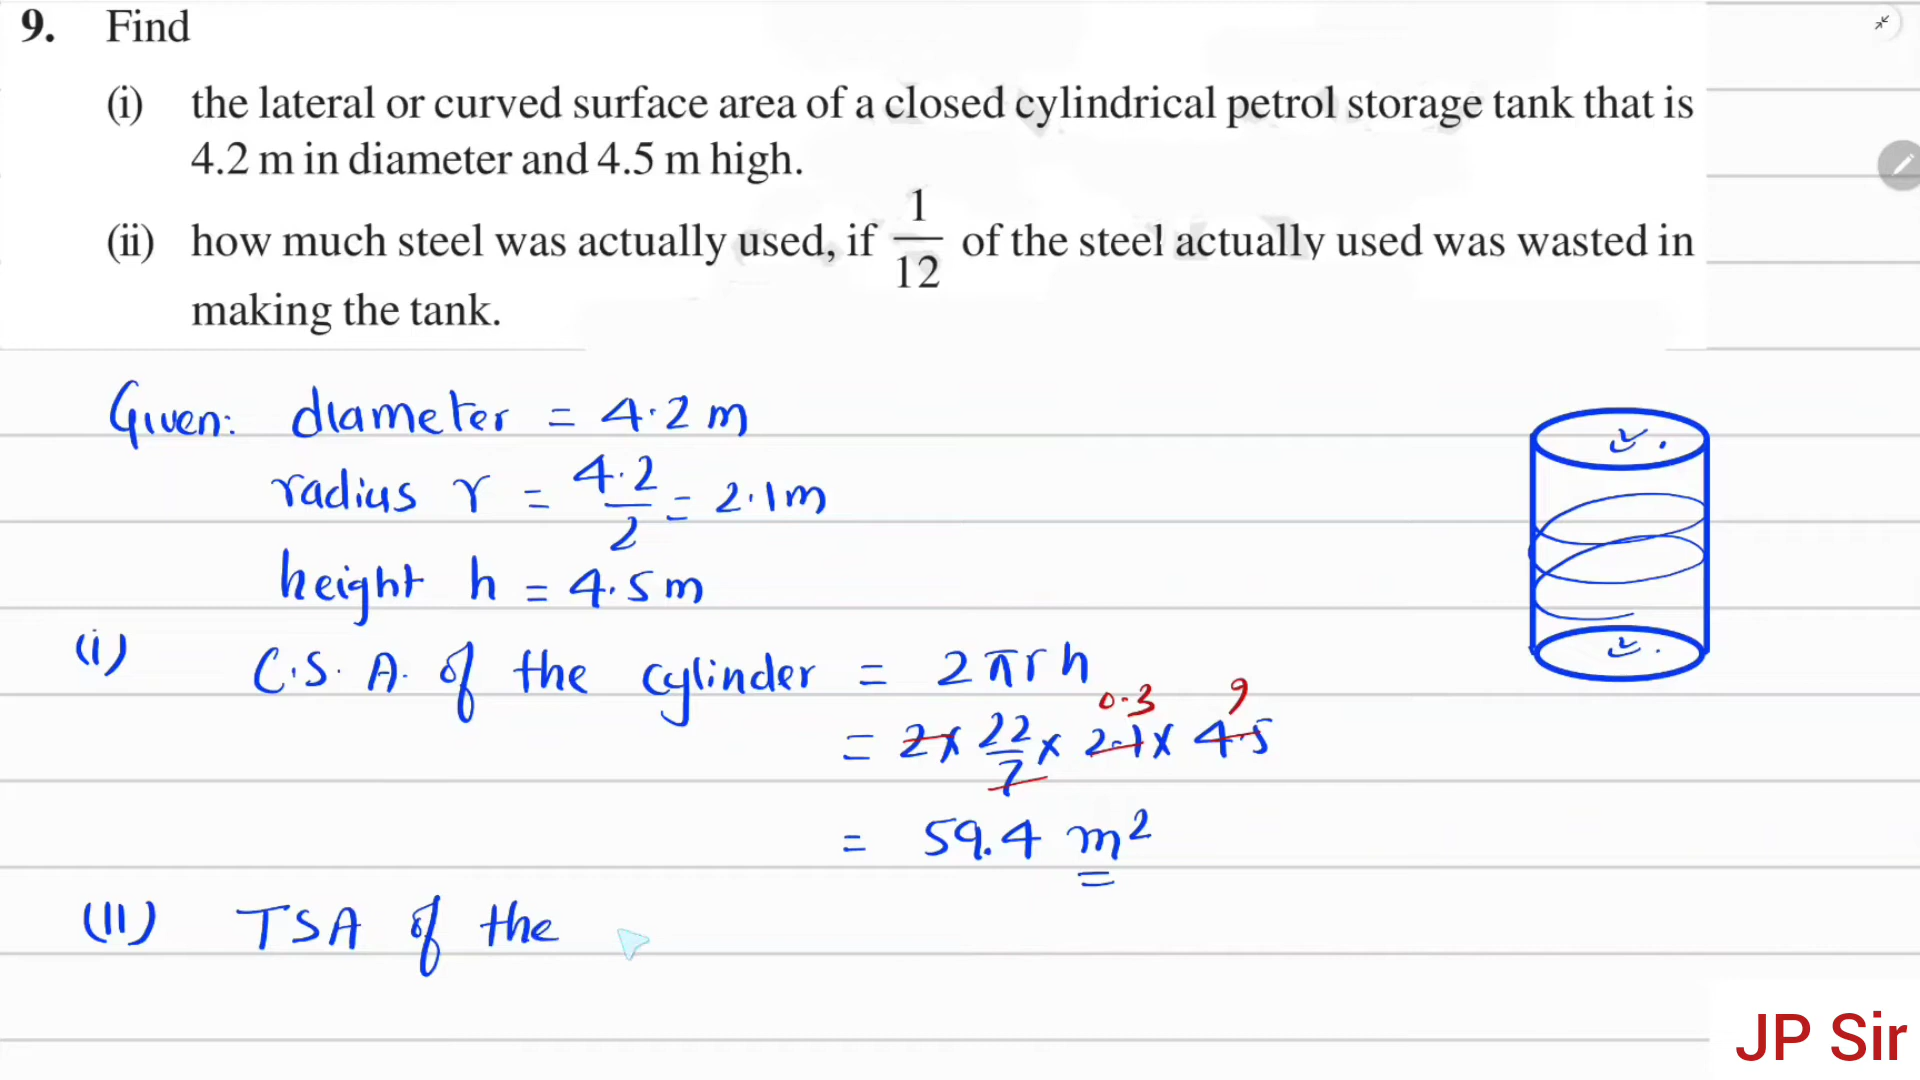 9. Find
(i) the lateral or curved surface area of a closed cylindrical petrol storage tank that is
4.2 m in diameter and 4.5 m high.
(ii) how much steel was actually used, if 1/12 of the steel actually used was wasted in
making the tank.
Given: diameter = 4.2 m
radius r = 4.2/2 = 2.1m
height h = 4.5 m
(i) C.S.A. of the cylinder = 2πrh
0.3 9
= 2 x 22/7 x 2.1 x 4.5
= 59.4 m²
(II) TSA of the
JP Sir